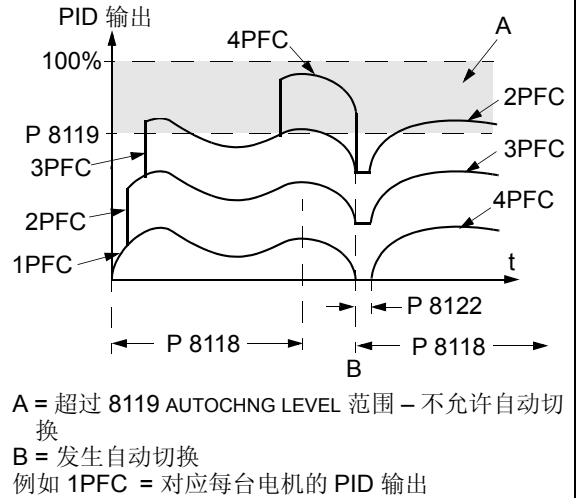 PID 输出
4PFC
A
100%
2PFC
P 8119
3PFC
3PFC
4PFC
2PFC
1PFC
t
P 8122
P 8118
P 8118
B
A = 超过 8119 AUTOCHNG LEVEL 范围 – 不允许自动切
换
B = 发生自动切换
例如 1PFC = 对应每台电机的 PID 输出